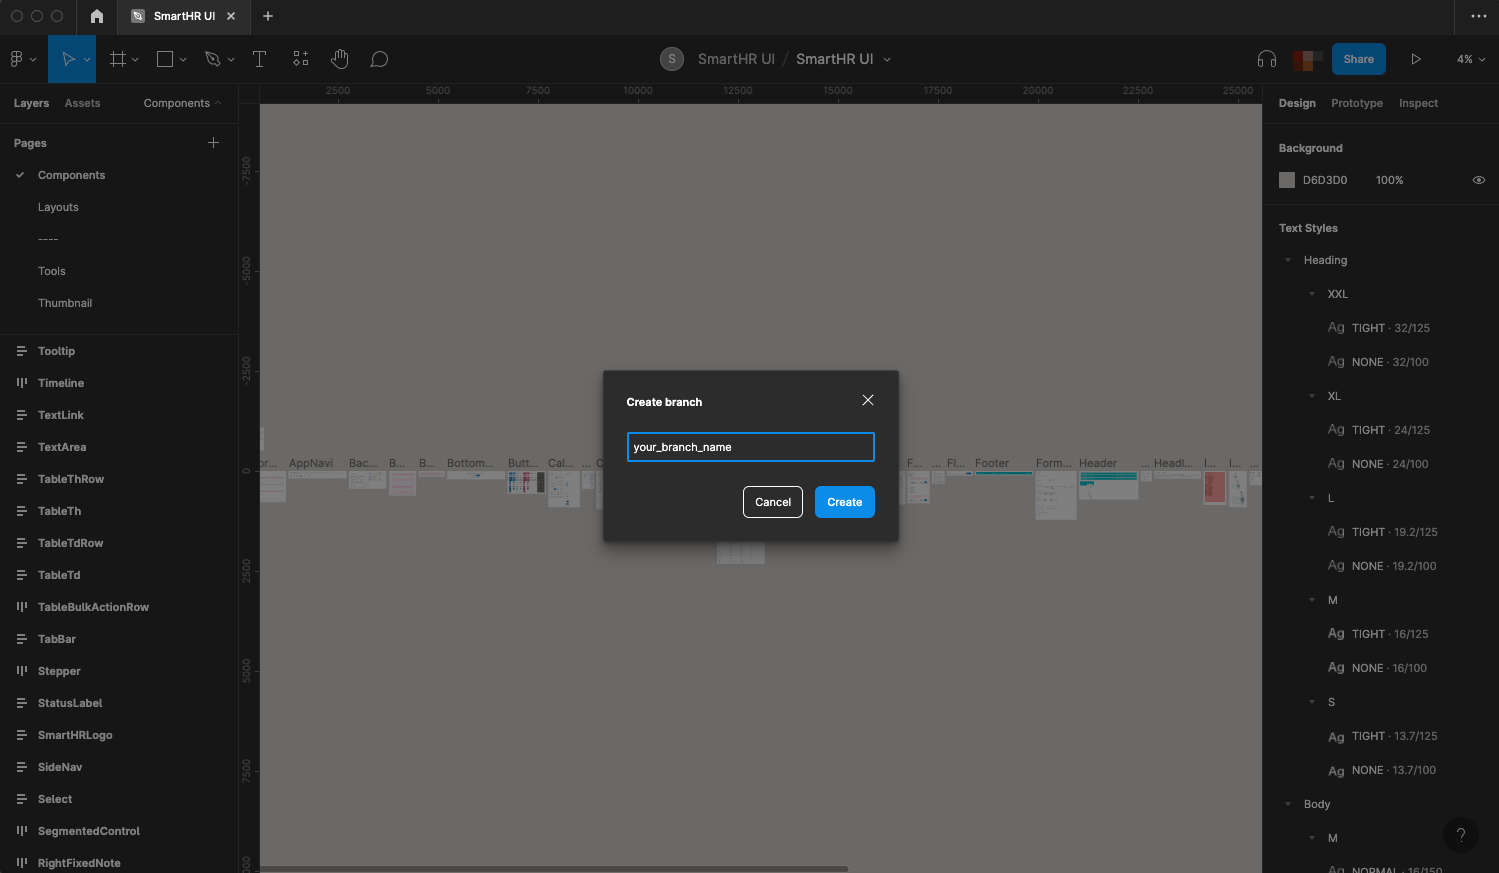 SmartHR UI
S SmartHR UI / SmartHR UI
Share
4%
Layers Assets Components
Pages
Components
Layouts
----
Tools
Thumbnail
Tooltip
Timeline
TextLink
TextArea
TableThRow
TableTh
TableTdRow
TableTd
TableBulkActionRow
TabBar
Stepper
StatusLabel
SmartHRLogo
SideNav
Select
SegmentedControl
RightFixedNote
2500 5000 7500 10000 12500 15000 17500 20000 22500 25000
-7500
-5000
-2500
0
2500
5000
7500
AppNavi Bac... B... B... Bottom... Butt... Cal... ... F... ... Fl... Footer Form... Header ... Headl... I... I... ...
Create branch
your_branch_name
Cancel Create
Design Prototype Inspect
Background
D6D3D0 100%
Text Styles
Heading
XXL
Ag TIGHT · 32/125
Ag NONE · 32/100
XL
Ag TIGHT · 24/125
Ag NONE · 24/100
L
Ag TIGHT · 19.2/125
Ag NONE · 19.2/100
M
Ag TIGHT · 16/125
Ag NONE · 16/100
S
Ag TIGHT · 13.7/125
Ag NONE · 13.7/100
Body
M
Ag NORMAL · 16/150
?